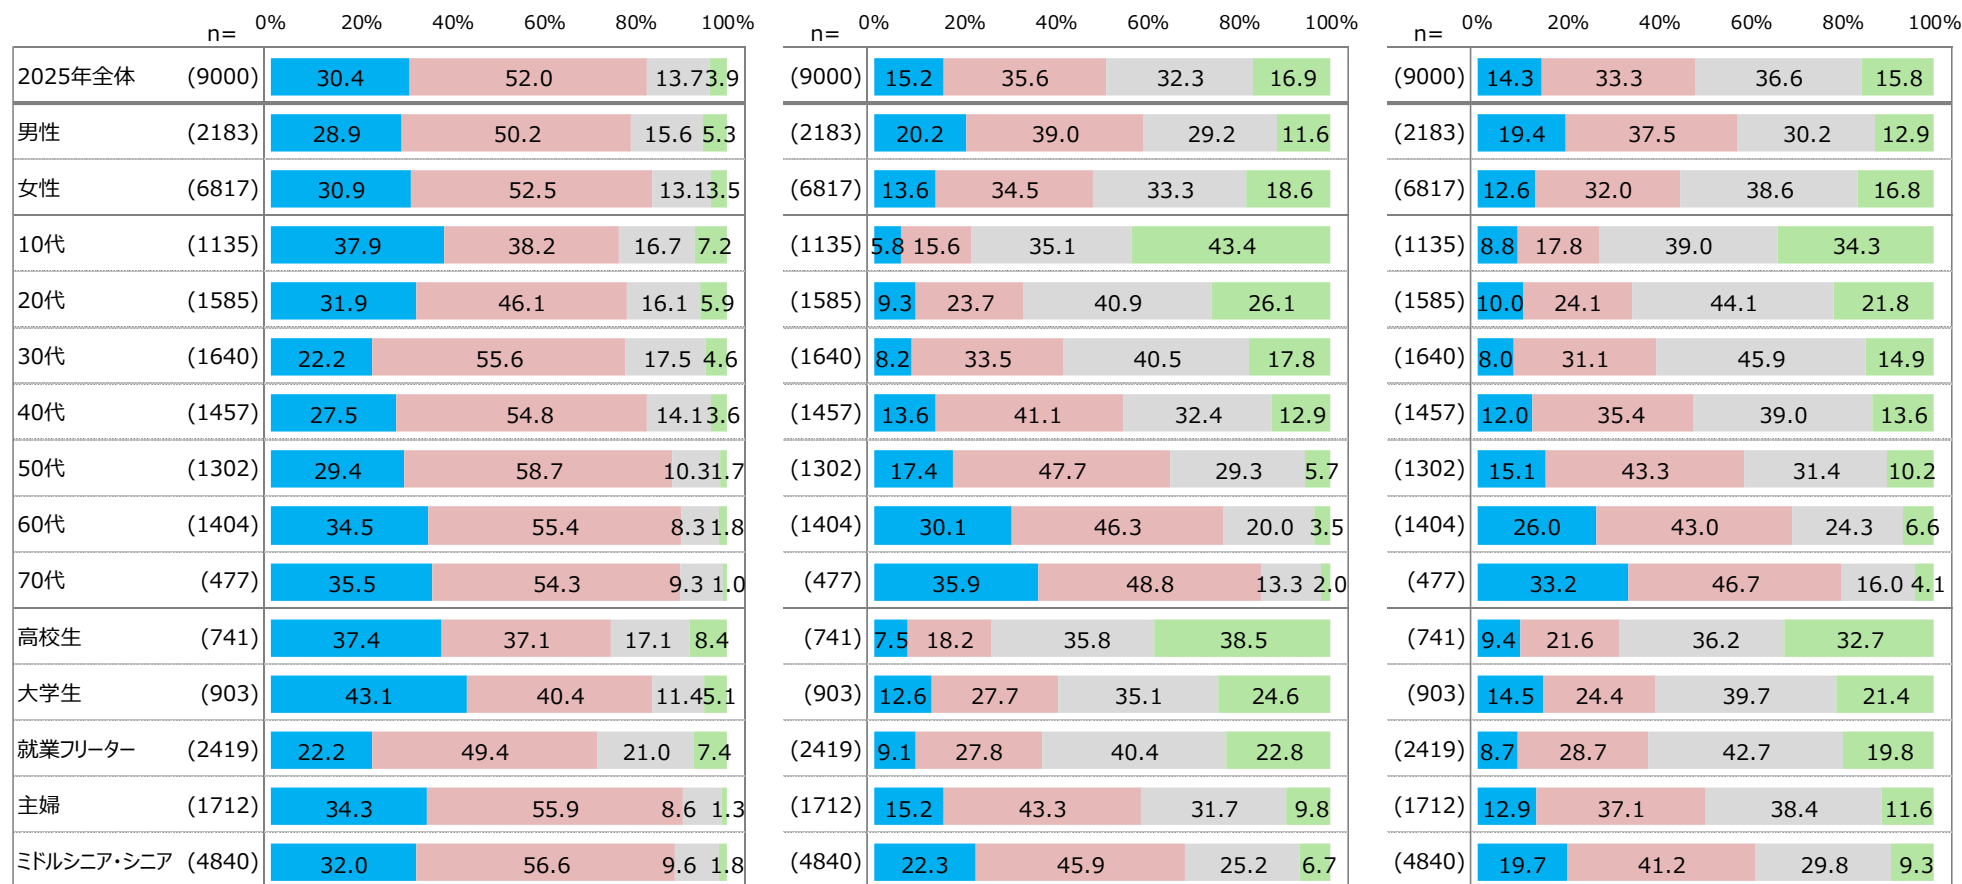 0% 20% 40% 60% 80% 100% 0% 20% 40% 60% 80% 100% 0% 20% 40% 60% 80% 100%
n= n= n=
2025年全体 (9000) 30.4 52.0 13.7 3.9 (9000) 15.2 35.6 32.3 16.9 (9000) 14.3 33.3 36.6 15.8
男性 (2183) 28.9 50.2 15.6 5.3 (2183) 20.2 39.0 29.2 11.6 (2183) 19.4 37.5 30.2 12.9
女性 (6817) 30.9 52.5 13.1 3.5 (6817) 13.6 34.5 33.3 18.6 (6817) 12.6 32.0 38.6 16.8
10代 (1135) 37.9 38.2 16.7 7.2 (1135) 5.8 15.6 35.1 43.4 (1135) 8.8 17.8 39.0 34.3
20代 (1585) 31.9 46.1 16.1 5.9 (1585) 9.3 23.7 40.9 26.1 (1585) 10.0 24.1 44.1 21.8
30代 (1640) 22.2 55.6 17.5 4.6 (1640) 8.2 33.5 40.5 17.8 (1640) 8.0 31.1 45.9 14.9
40代 (1457) 27.5 54.8 14.1 3.6 (1457) 13.6 41.1 32.4 12.9 (1457) 12.0 35.4 39.0 13.6
50代 (1302) 29.4 58.7 10.3 1.7 (1302) 17.4 47.7 29.3 5.7 (1302) 15.1 43.3 31.4 10.2
60代 (1404) 34.5 55.4 8.3 1.8 (1404) 30.1 46.3 20.0 3.5 (1404) 26.0 43.0 24.3 6.6
70代 (477) 35.5 54.3 9.3 1.0 (477) 35.9 48.8 13.3 2.0 (477) 33.2 46.7 16.0 4.1
高校生 (741) 37.4 37.1 17.1 8.4 (741) 7.5 18.2 35.8 38.5 (741) 9.4 21.6 36.2 32.7
大学生 (903) 43.1 40.4 11.4 5.1 (903) 12.6 27.7 35.1 24.6 (903) 14.5 24.4 39.7 21.4
就業フリーター (2419) 22.2 49.4 21.0 7.4 (2419) 9.1 27.8 40.4 22.8 (2419) 8.7 28.7 42.7 19.8
主婦 (1712) 34.3 55.9 8.6 1.3 (1712) 15.2 43.3 31.7 9.8 (1712) 12.9 37.1 38.4 11.6
ミドルシニア・シニア (4840) 32.0 56.6 9.6 1.8 (4840) 22.3 45.9 25.2 6.7 (4840) 19.7 41.2 29.8 9.3